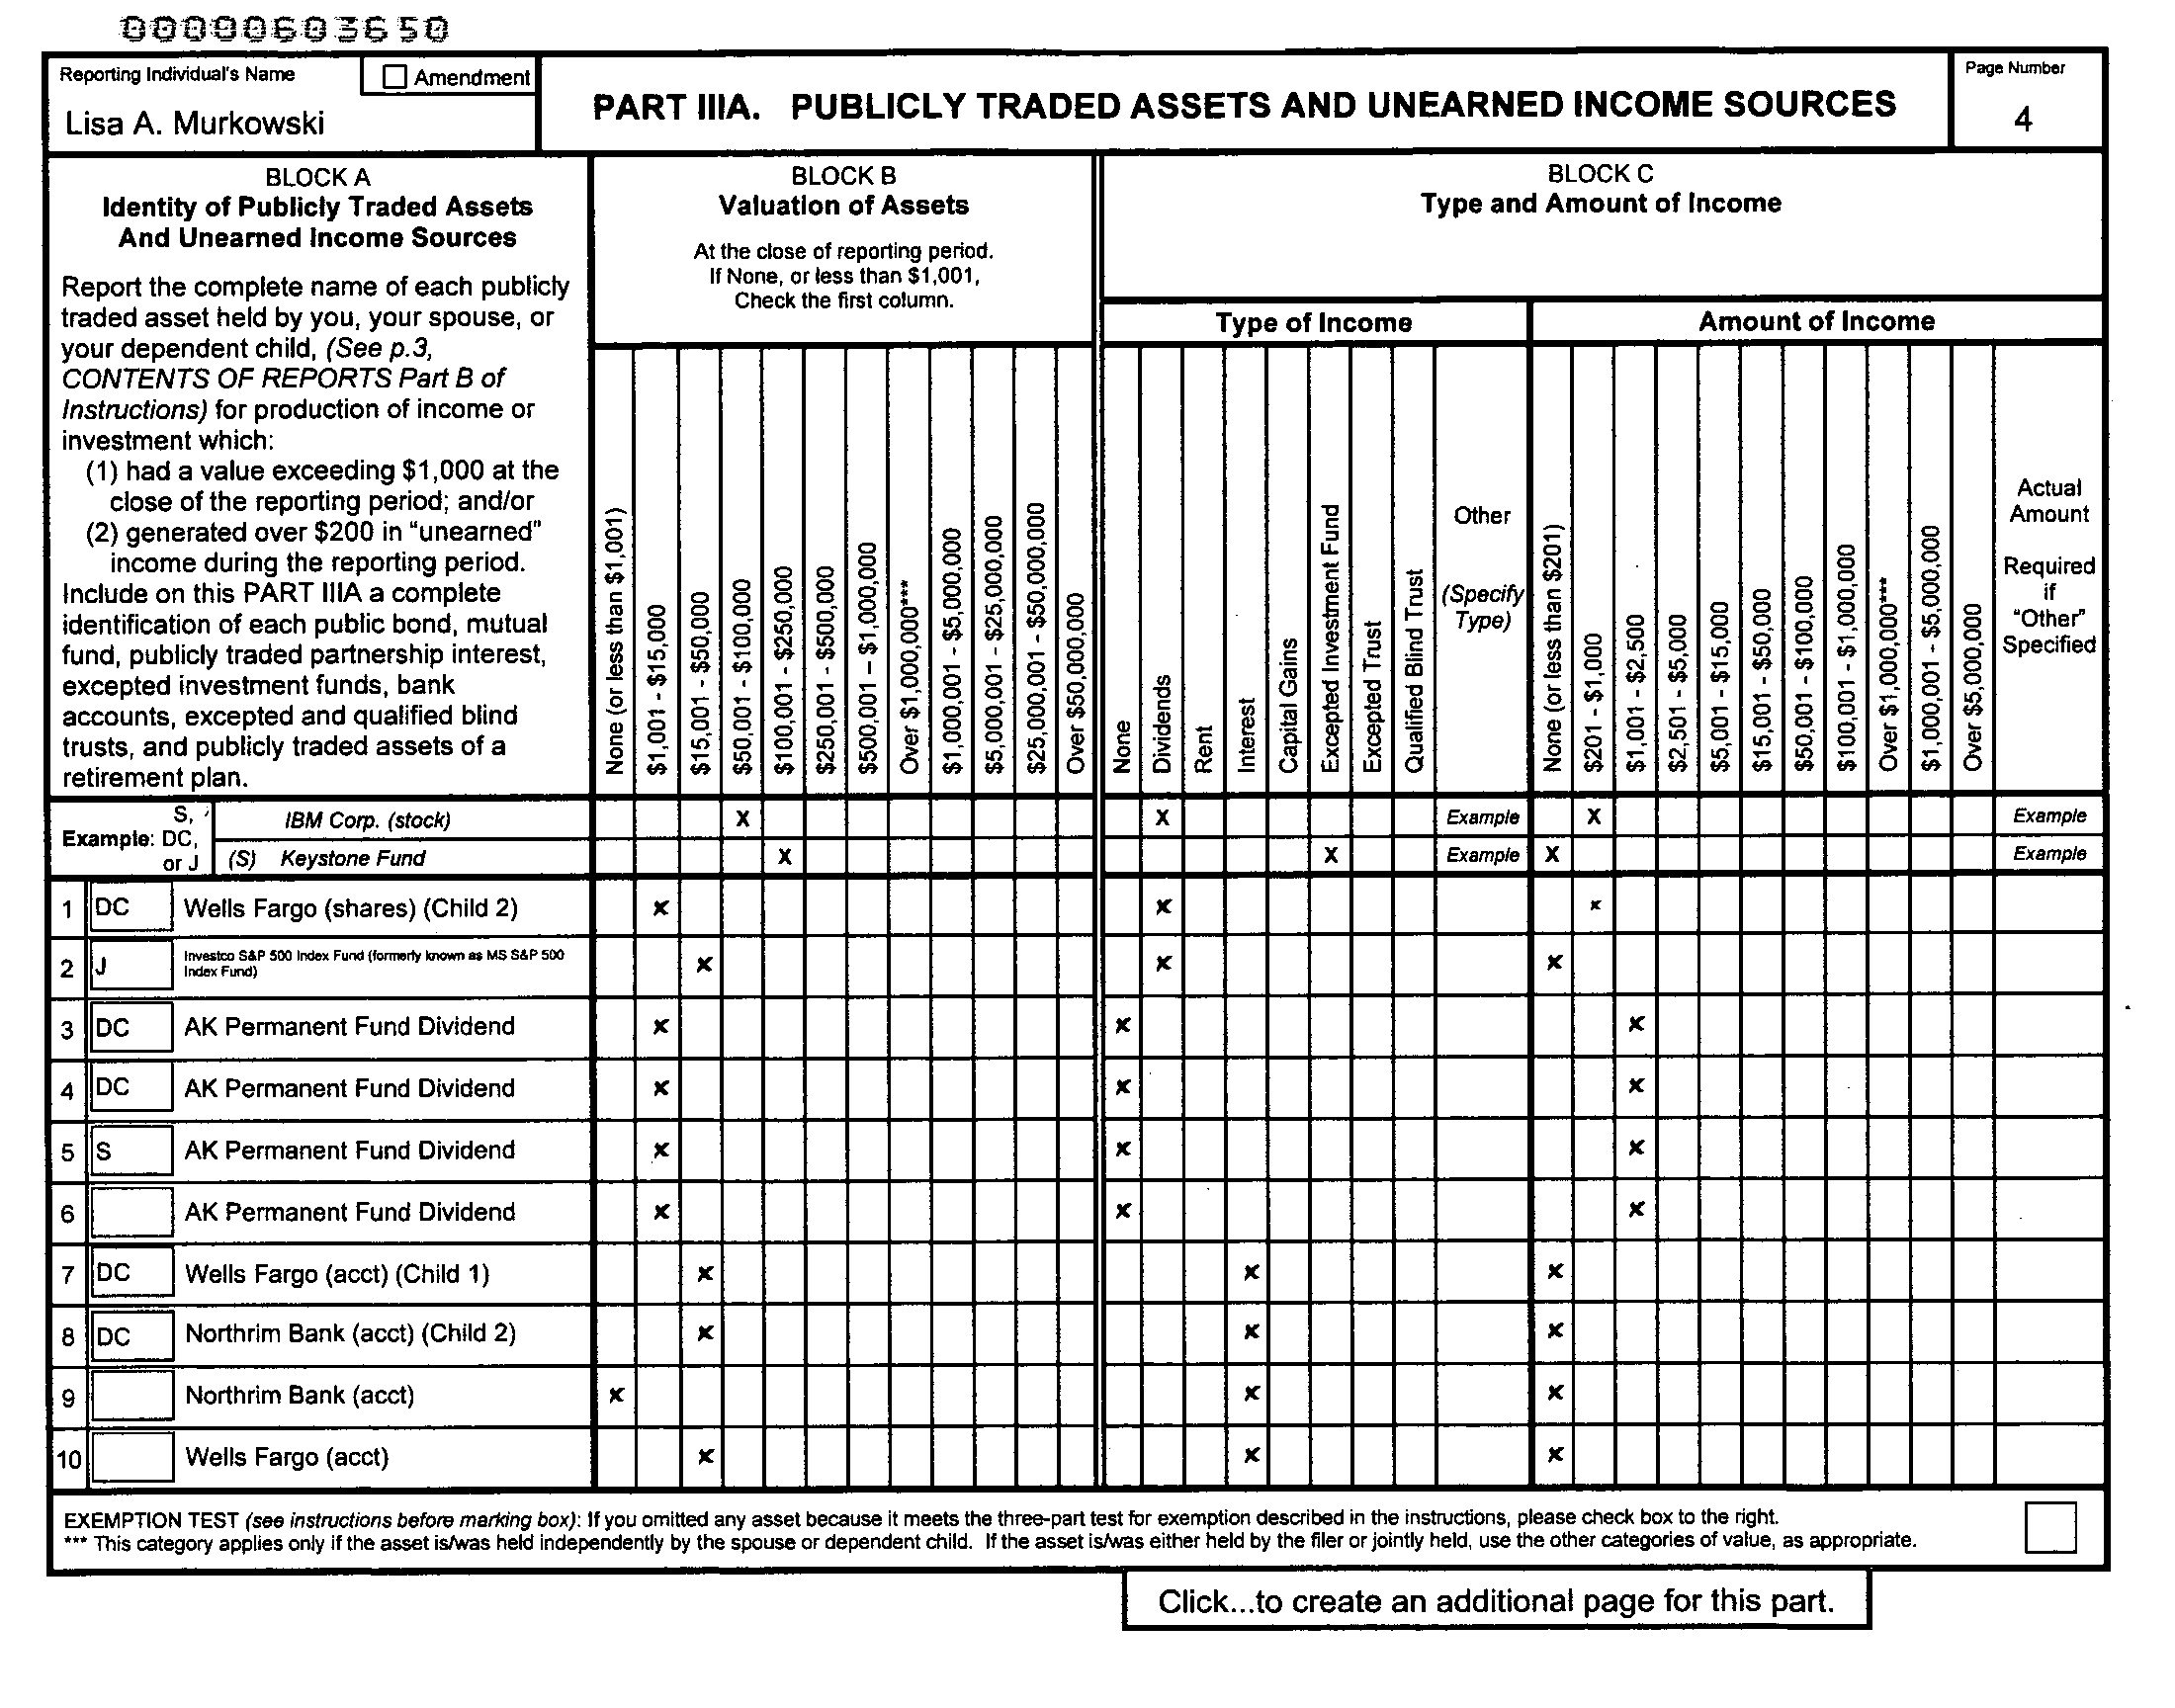 00000603650
Reporting Individual's Name
Amendment
Lisa A. Murkowski
PART IIIA. PUBLICLY TRADED ASSETS AND UNEARNED INCOME SOURCES
Page Number
4
BLOCK A
Identity of Publicly Traded Assets
And Unearned Income Sources
Report the complete name of each publicly
traded asset held by you, your spouse, or
your dependent child, (See p.3,
CONTENTS OF REPORTS Part B of
Instructions) for production of income or
investment which:
(1) had a value exceeding $1,000 at the
close of the reporting period; and/or
(2) generated over $200 in "unearned"
income during the reporting period.
Include on this PART IIIA a complete
identification of each public bond, mutual
fund, publicly traded partnership interest,
excepted investment funds, bank
accounts, excepted and qualified blind
trusts, and publicly traded assets of a
retirement plan.
BLOCK B
Valuation of Assets
At the close of reporting period.
If None, or less than $1,001,
Check the first column.
None (or less than $1,001)
$1,001 - $15,000
$15,001 - $50,000
$50,001 - $100,000
$100,001 - $250,000
$250,001 - $500,000
$500,001 – $1,000,000
Over $1,000,000***
$1,000,001 - $5,000,000
$5,000,001 - $25,000,000
$25,000,001 - $50,000,000
Over $50,000,000
BLOCK C
Type and Amount of Income
Type of Income
None
Dividends
Rent
Interest
Capital Gains
Excepted Investment Fund
Excepted Trust
Qualified Blind Trust
Other
(Specify
Type)
Amount of Income
None (or less than $201)
$201 - $1,000
$1,001 - $2,500
$2,501 - $5,000
$5,001 - $15,000
$15,001 - $50,000
$50,001 - $100,000
$100,001 - $1,000,000
Over $1,000,000***
$1,000,001 - $5,000,000
Over $5,000,000
Actual
Amount
Required
if
"Other"
Specified
Example: S, DC, or J
IBM Corp. (stock) X X Example X Example
(S) Keystone Fund X X Example X Example
1 DC Wells Fargo (shares) (Child 2) x x x
2 J Investco S&P 500 Index Fund (formerly known as MS S&P 500
Index Fund) x x x
3 DC AK Permanent Fund Dividend x x x
4 DC AK Permanent Fund Dividend x x x
5 S AK Permanent Fund Dividend x x x
6 AK Permanent Fund Dividend x x x
7 DC Wells Fargo (acct) (Child 1) x x x
8 DC Northrim Bank (acct) (Child 2) x x x
9 Northrim Bank (acct) x x x
10 Wells Fargo (acct) x x x
EXEMPTION TEST (see instructions before marking box): If you omitted any asset because it meets the three-part test for exemption described in the instructions, please check box to the right.
*** This category applies only if the asset is/was held independently by the spouse or dependent child. If the asset is/was either held by the filer or jointly held, use the other categories of value, as appropriate.
Click...to create an additional page for this part.